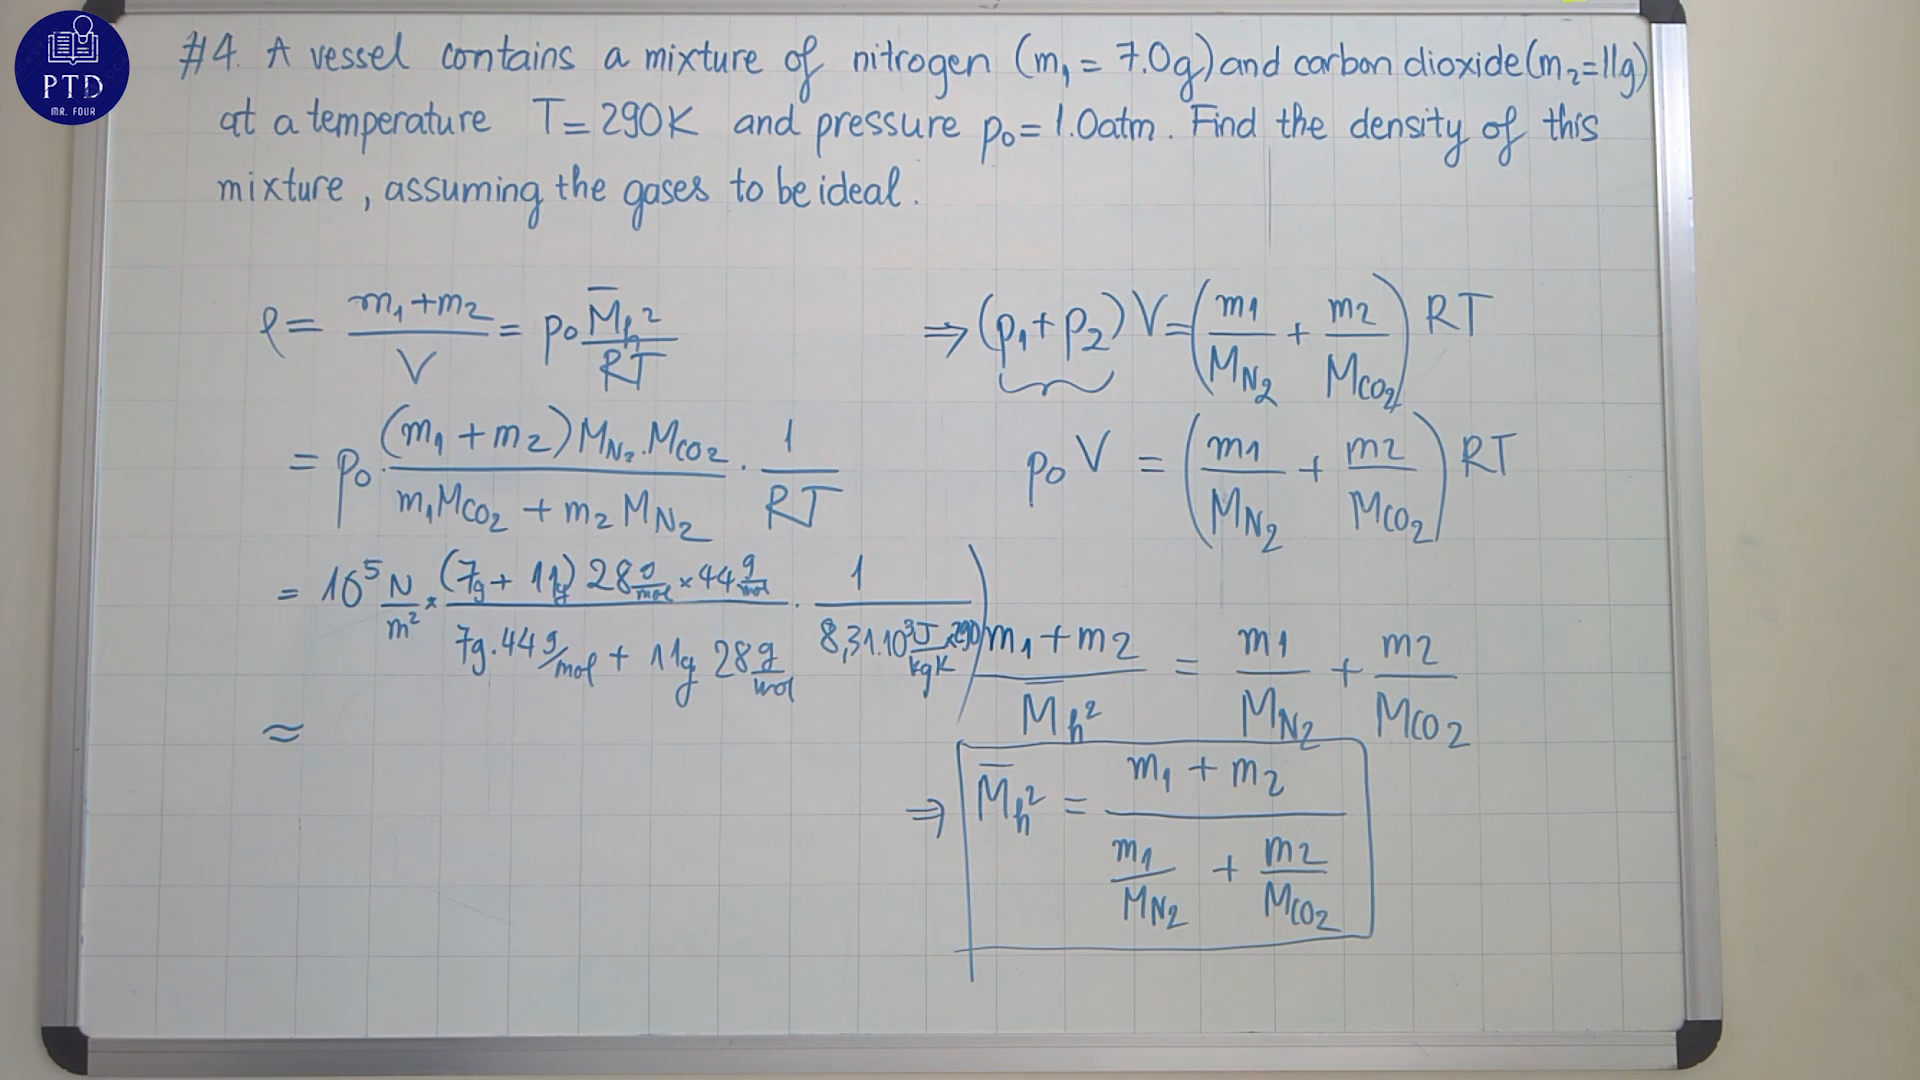 PTD
MR. FOUR
#4. A vessel contains a mixture of nitrogen (m₁ = 7.0g) and carbon dioxide (m₂=11g)
at a temperature T=290K and pressure p₀= 1.0atm. Find the density of this
mixture, assuming the gases to be ideal.
ρ = (m₁+m₂)/V = p₀ M̄h²/RT
= p₀. (m₁+m₂)M_N₂.M_CO₂ / (m₁M_CO₂ + m₂M_N₂) . 1/RT
= 10⁵ N/m² × (7g + 11g) 28 g/mol × 44 g/mol / (7g.44 g/mol + 11g 28 g/mol) . 1/(8,31.10³ J/kgK × 290)
≈
⇒ (p₁+p₂) V = (m₁/M_N₂ + m₂/M_CO₂) RT
p₀ V = (m₁/M_N₂ + m₂/M_CO₂) RT
(m₁+m₂)/M̄h² = m₁/M_N₂ + m₂/M_CO₂
⇒ M̄h² = (m₁+m₂)/(m₁/M_N₂ + m₂/M_CO₂)